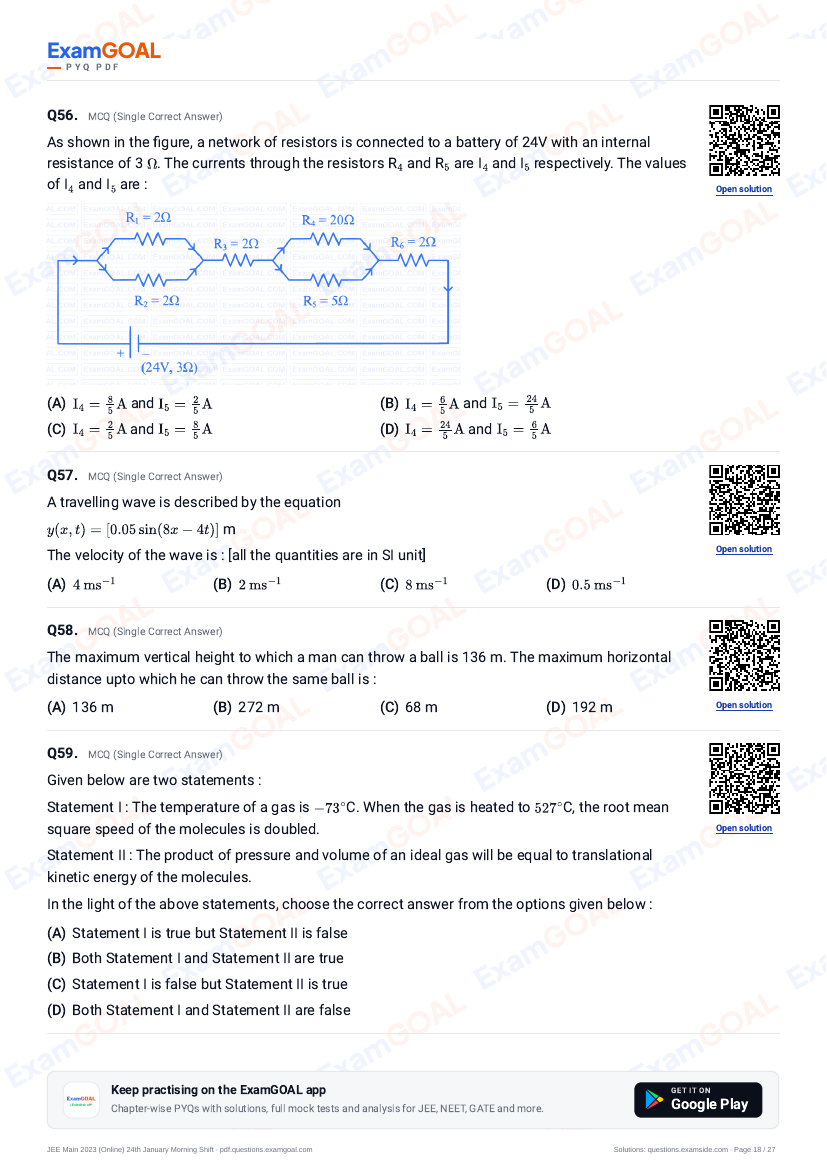 ExamGOAL
PYQ PDF
Q56. MCQ (Single Correct Answer)
As shown in the figure, a network of resistors is connected to a battery of 24V with an internal
resistance of 3 Ω. The currents through the resistors R₄ and R₅ are I₄ and I₅ respectively. The values
of I₄ and I₅ are :
Open solution
R₁ = 2Ω
R₄ = 20Ω
R₃ = 2Ω
R₆ = 2Ω
R₂ = 2Ω
R₅ = 5Ω
+ −
(24V, 3Ω)
(A) I₄ = 8/5 A and I₅ = 2/5 A
(B) I₄ = 6/5 A and I₅ = 24/5 A
(C) I₄ = 2/5 A and I₅ = 8/5 A
(D) I₄ = 24/5 A and I₅ = 6/5 A
Q57. MCQ (Single Correct Answer)
A travelling wave is described by the equation
y(x, t) = [0.05 sin(8x − 4t)] m
The velocity of the wave is : [all the quantities are in SI unit]
Open solution
(A) 4 ms⁻¹
(B) 2 ms⁻¹
(C) 8 ms⁻¹
(D) 0.5 ms⁻¹
Q58. MCQ (Single Correct Answer)
The maximum vertical height to which a man can throw a ball is 136 m. The maximum horizontal
distance upto which he can throw the same ball is :
(A) 136 m
(B) 272 m
(C) 68 m
(D) 192 m
Open solution
Q59. MCQ (Single Correct Answer)
Given below are two statements :
Statement I : The temperature of a gas is −73°C. When the gas is heated to 527°C, the root mean
square speed of the molecules is doubled.
Open solution
Statement II : The product of pressure and volume of an ideal gas will be equal to translational
kinetic energy of the molecules.
In the light of the above statements, choose the correct answer from the options given below :
(A) Statement I is true but Statement II is false
(B) Both Statement I and Statement II are true
(C) Statement I is false but Statement II is true
(D) Both Statement I and Statement II are false
ExamGOAL
Keep practising on the ExamGOAL app
Chapter-wise PYQs with solutions, full mock tests and analysis for JEE, NEET, GATE and more.
GET IT ON
Google Play
JEE Main 2023 (Online) 24th January Morning Shift · pdf.questions.examgoal.com
Solutions: questions.examside.com · Page 18 / 27